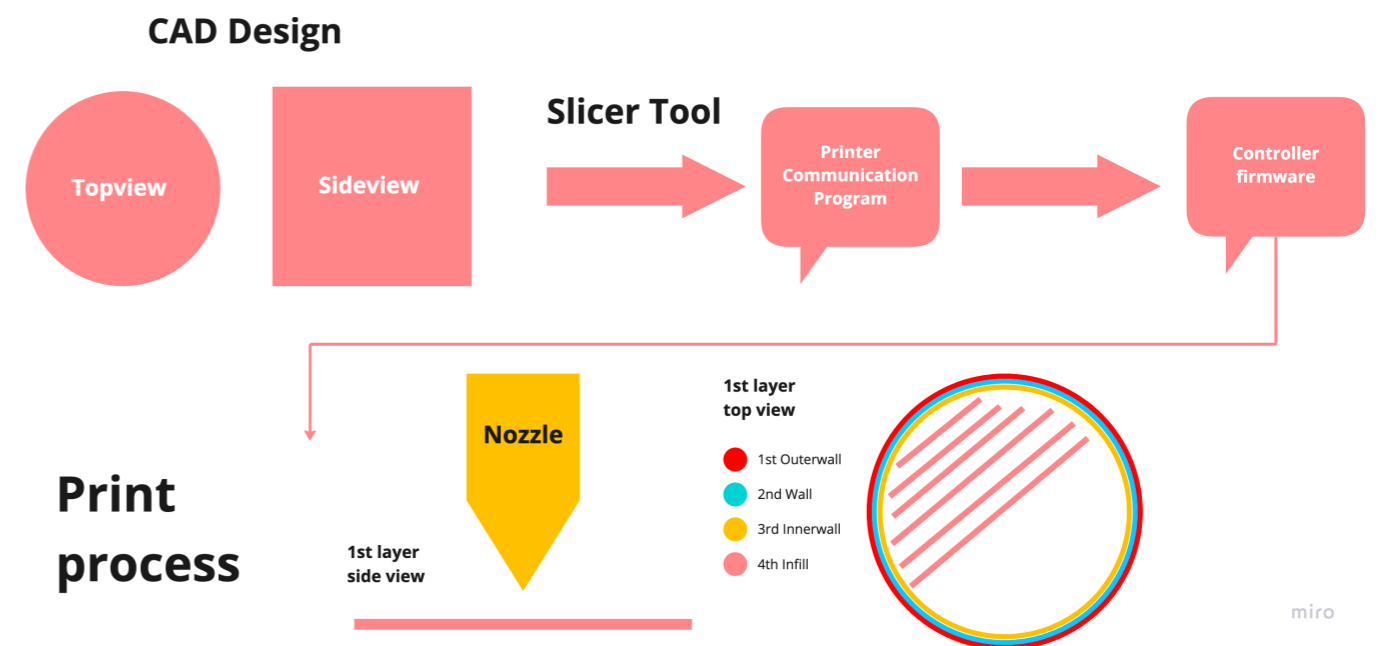 CAD Design
Topview
Sideview
Slicer Tool
Printer
Communication
Program
Controller
firmware
Print
process
Nozzle
1st layer
side view
1st layer
top view
1st Outerwall
2nd Wall
3rd Innerwall
4th Infill
miro